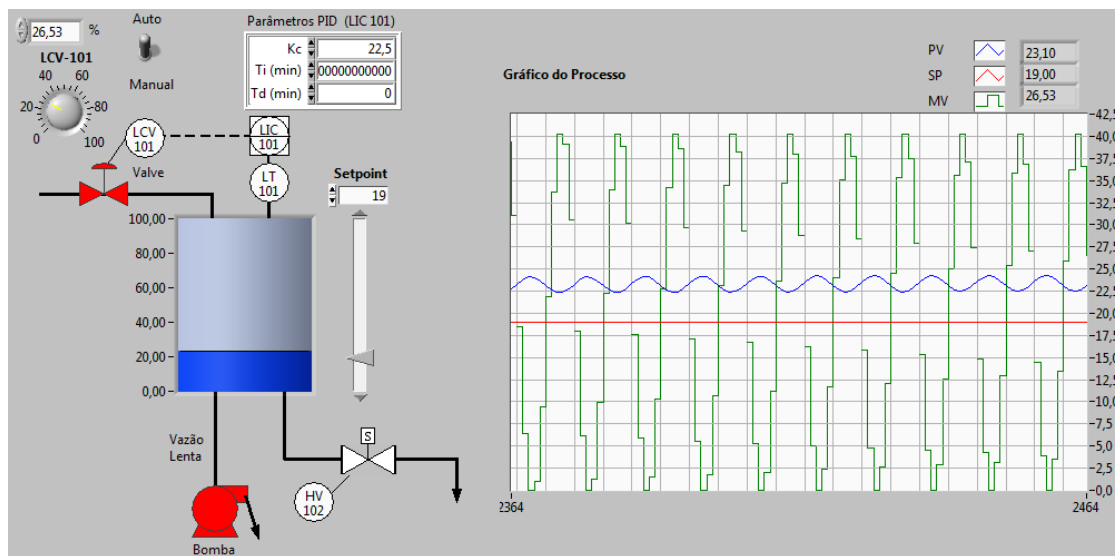 26,53 %
LCV-101
40 60
20 80
0 100
Auto
Manual
Parâmetros PID (LIC 101)
Kc 22,5
Ti (min) 00000000000
Td (min) 0
LCV
101
LIC
101
LT
101
Valve
Setpoint
19
100,00
80,00
60,00
40,00
20,00
0,00
Vazão
Lenta
S
HV
102
Bomba
Gráfico do Processo
PV 23,10
SP 19,00
MV 26,53
42,5
40,0
37,5
35,0
32,5
30,0
27,5
25,0
22,5
20,0
17,5
15,0
12,5
10,0
7,5
5,0
2,5
0,0
2364 2464